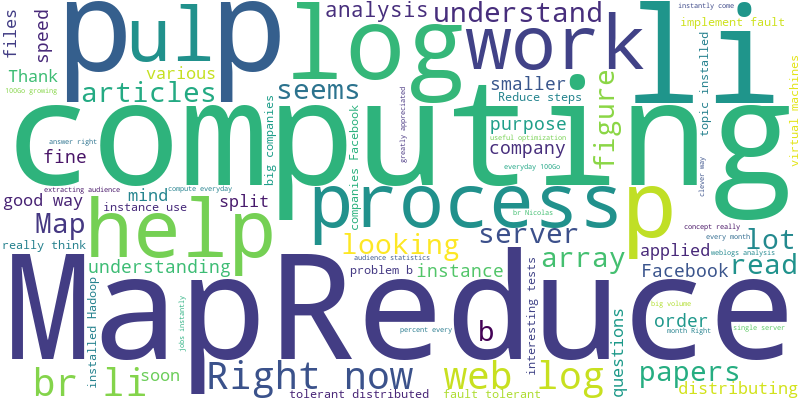 files
speed
p
ul
p
log
analysis
understand
work
li
instantly come
implement fault
Thank
100Go growing
various
articles
seems
smaller
Reduce steps
figure
topic installed
virtual machines
computing
answer right
fine
big companies
companies Facebook
greatly appreciated
purpose
useful optimization
company
everyday 100Go
clever way
extracting audience
compute everyday
good way
mind
instance use
split
process
br Nicolas
p
concept really
every month
Map
help
really think
looking
server
applied
lot
weblogs analysis
understanding
audience statistics
problem b
instance
array
Facebook
read
MapReduce
installed Hadoop
jobs instantly
percent every
b
interesting tests
big volume
order
month Right
single server
br li
soon
Right now
web log
questions
papers
tolerant distributed
fault tolerant
distributing